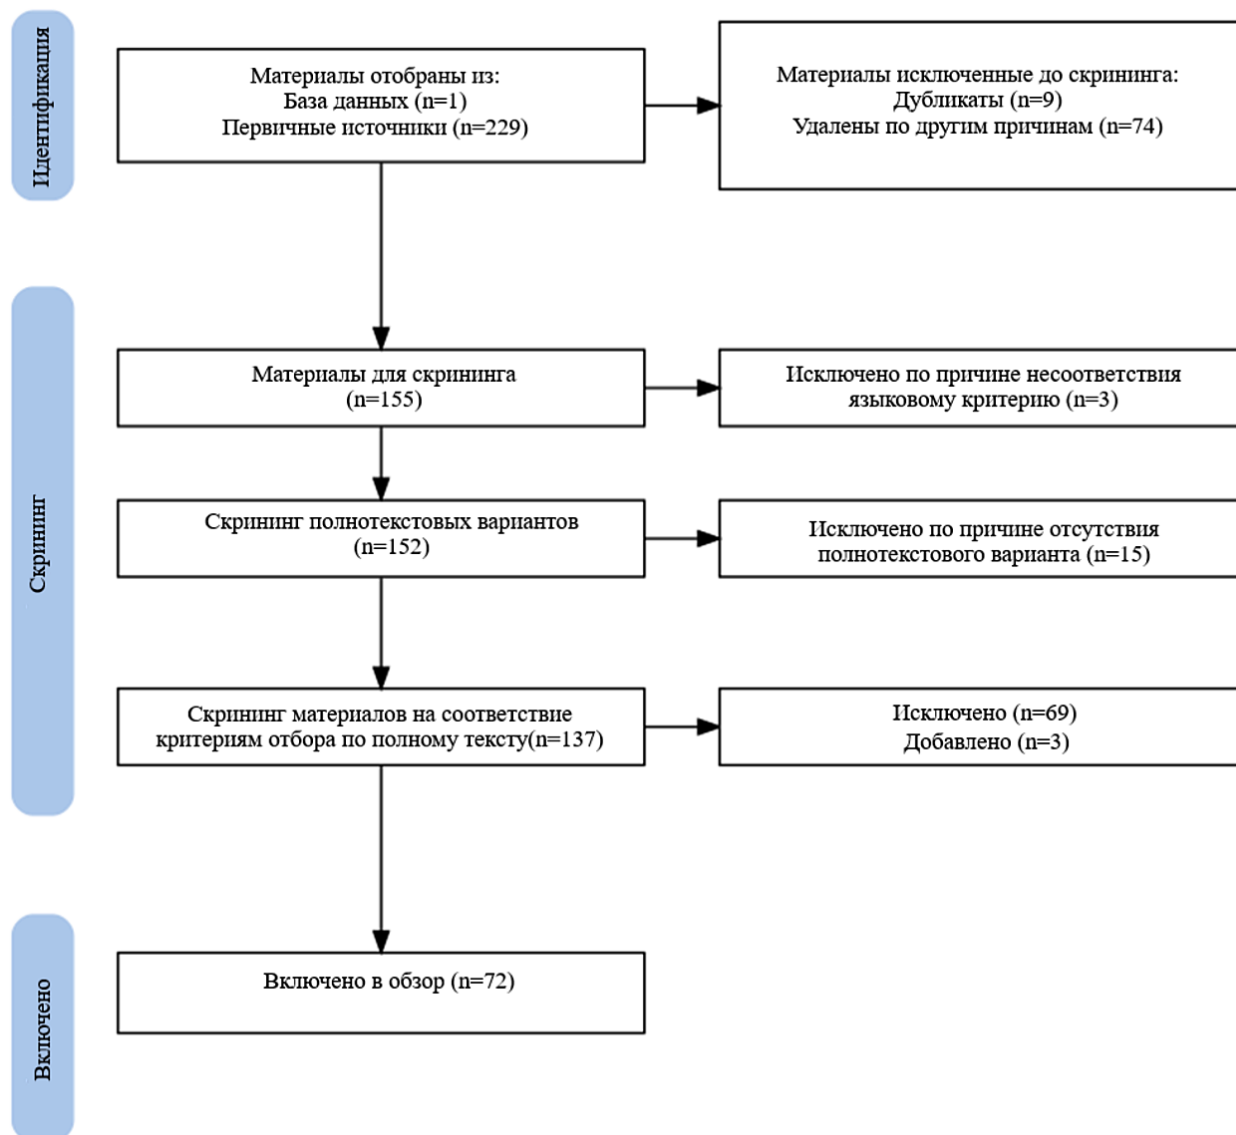 Идентификация
Материалы отобраны из:
База данных (n=1)
Первичные источники (n=229)
Материалы исключенные до скрининга:
Дубликаты (n=9)
Удалены по другим причинам (n=74)
Скрининг
Материалы для скрининга
(n=155)
Исключено по причине несоответствия
языковому критерию (n=3)
Скрининг полнотекстовых вариантов
(n=152)
Исключено по причине отсутствия
полнотекстового варианта (n=15)
Скрининг материалов на соответствие
критериям отбора по полному тексту(n=137)
Исключено (n=69)
Добавлено (n=3)
Включено
Включено в обзор (n=72)